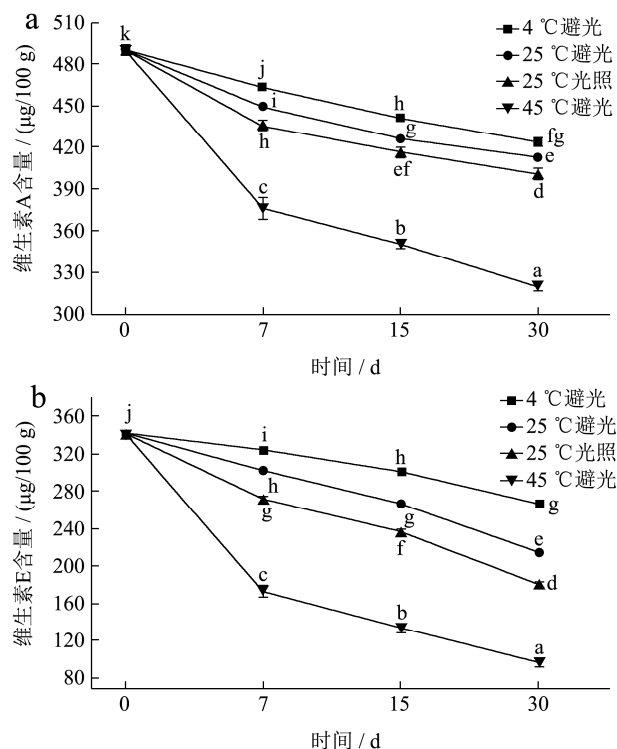 a
510
480
450
420
390
360
330
300
维生素A含量 / (μg/100 g)
4 ℃避光
25 ℃避光
25 ℃光照
45 ℃避光
k
j
i
h
c
h
g
ef
b
fg
e
d
a
0 7 15 30
时间 / d
b
360
320
280
240
200
160
120
80
维生素E含量 / (μg/100 g)
4 ℃避光
25 ℃避光
25 ℃光照
45 ℃避光
j
i
h
g
c
h
g
f
b
g
e
d
a
0 7 15 30
时间 / d